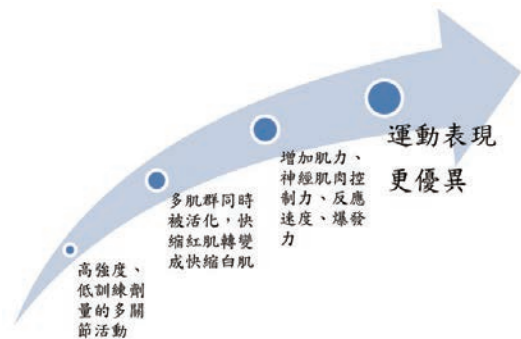 高強度、
低訓練劑
量的多關
節活動
多肌群同時
被活化，快
縮紅肌轉變
成快縮白肌
增加肌力、
神經肌肉控
制力、反應
速度、爆發
力
運動表現
更優異